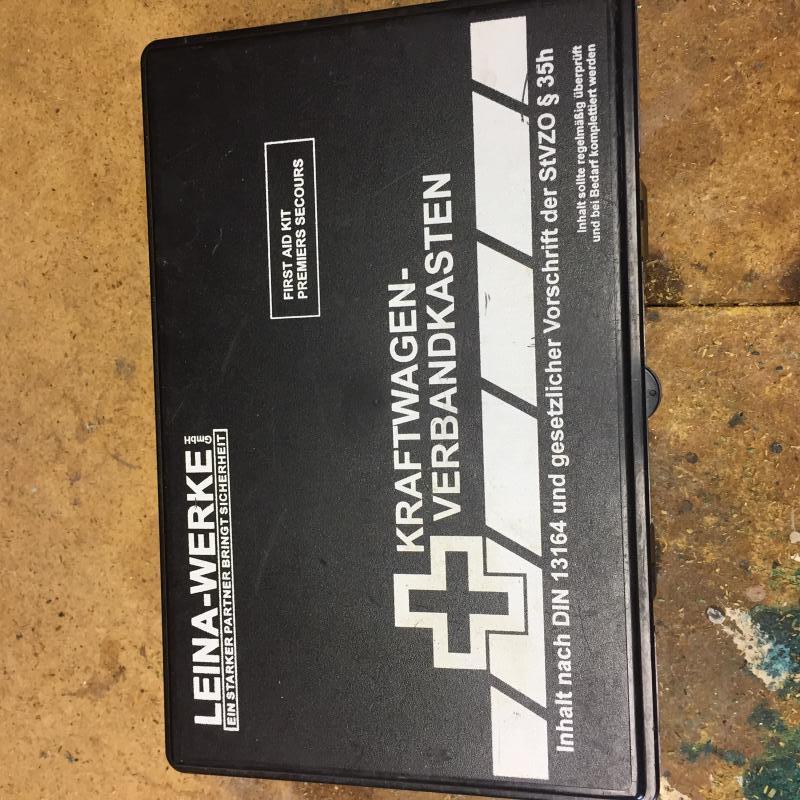 LEINA-WERKE GmbH
EIN STARKER PARTNER BRINGT SICHERHEIT
FIRST AID KIT
PREMIERS SECOURS
KRAFTWAGEN-
VERBANDKASTEN
Inhalt nach DIN 13164 und gesetzlicher Vorschrift der StVZO § 35h
Inhalt sollte regelmäßig überprüft
und bei Bedarf komplettiert werden